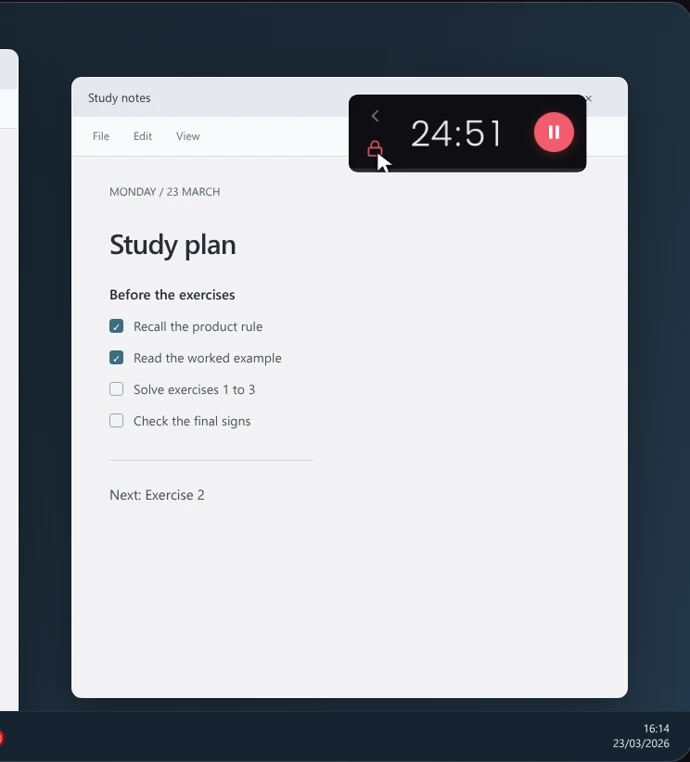 Study notes
×
File Edit View
24:51
MONDAY / 23 MARCH
Study plan
Before the exercises
Recall the product rule
Read the worked example
Solve exercises 1 to 3
Check the final signs
Next: Exercise 2
16:14
23/03/2026